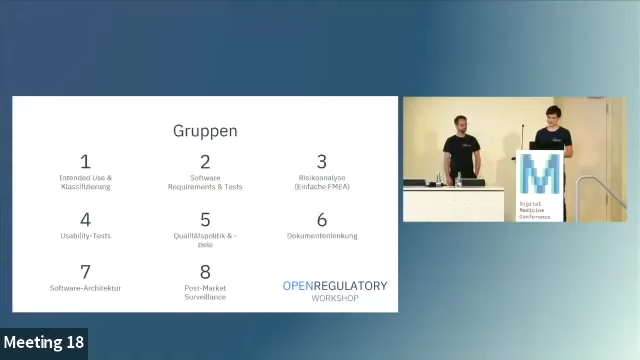 Gruppen
1
Intended Use &
Klassifizierung
2
Software
Requirements & Tests
3
Risikoanalyse
(Einfache FMEA)
4
Usability-Tests
5
Qualitätspolitik & -
ziele
6
Dokumentenlenkung
7
Software-Architektur
8
Post-Market
Surveillance
OPENREGULATORY
WORKSHOP
Digital
Medicine
Conference
Meeting 18